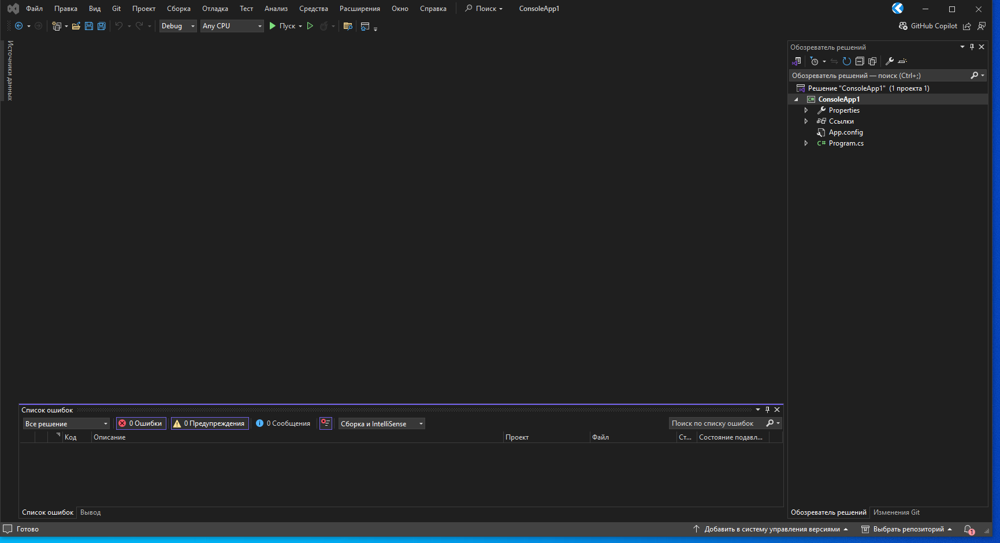 Файл Правка Вид Git Проект Сборка Отладка Тест Анализ Средства Расширения Окно Справка Поиск ConsoleApp1
Debug Any CPU Пуск GitHub Copilot
Источники данных
Обозреватель решений
Обозреватель решений — поиск (Ctrl+;)
Решение "ConsoleApp1" (1 проекта 1)
C# ConsoleApp1
Properties
Ссылки
App.config
C# Program.cs
Список ошибок
Все решение 0 Ошибки 0 Предупреждения 0 Сообщения Сборка и IntelliSense Поиск по списку ошибок
Код Описание Проект Файл Ст... Состояние подавл...
Список ошибок Вывод
Обозреватель решений Изменения Git
Готово Добавить в систему управления версиями Выбрать репозиторий 1